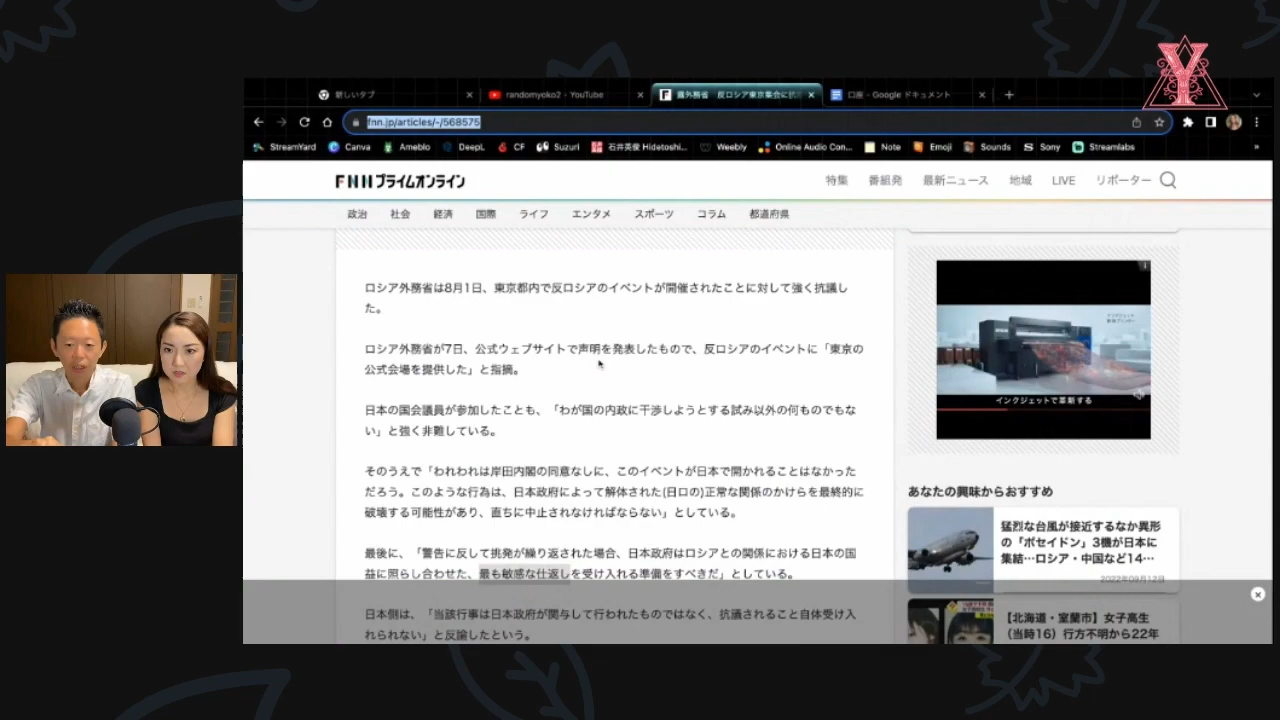 Y
新しいタブ
randomyoko2 - YouTube
露外務省 反ロシア東京集会に抗
口座 - Google ドキュメント
fnn.jp/articles/-/568575
StreamYard
Canva
Ameblo
DeepL
CF
Suzuri
石井英俊 Hidetoshi...
Weebly
Online Audio Con...
Note
Emoji
Sounds
Sony
Streamlabs
»
FNNプライムオンライン
特集
番組発
最新ニュース
地域
LIVE
リポーター
政治
社会
経済
国際
ライフ
エンタメ
スポーツ
コラム
都道府県
ロシア外務省は8月1日、東京都内で反ロシアのイベントが開催されたことに対して強く抗議し
た。
ロシア外務省が7日、公式ウェブサイトで声明を発表したもので、反ロシアのイベントに「東京の
公式会場を提供した」と指摘。
日本の国会議員が参加したことも、「わが国の内政に干渉しようとする試み以外の何ものでもな
い」と強く非難している。
そのうえで「われわれは岸田内閣の同意なしに、このイベントが日本で開かれることはなかった
だろう。このような行為は、日本政府によって解体された(日ロの)正常な関係のかけらを最終的に
破壊する可能性があり、直ちに中止されなければならない」としている。
最後に、「警告に反して挑発が繰り返された場合、日本政府はロシアとの関係における日本の国
益に照らし合わせた、最も敏感な仕返しを受け入れる準備をすべきだ」としている。
日本側は、「当該行事は日本政府が関与して行われたものではなく、抗議されること自体受け入
れられない」と反論したという。
インクジェットで革新する
あなたの興味からおすすめ
猛烈な台風が接近するなか異形
の「ポセイドン」3機が日本に
集結…ロシア・中国など14…
2022年09月12日
【北海道・室蘭市】女子高生
（当時16）行方不明から22年